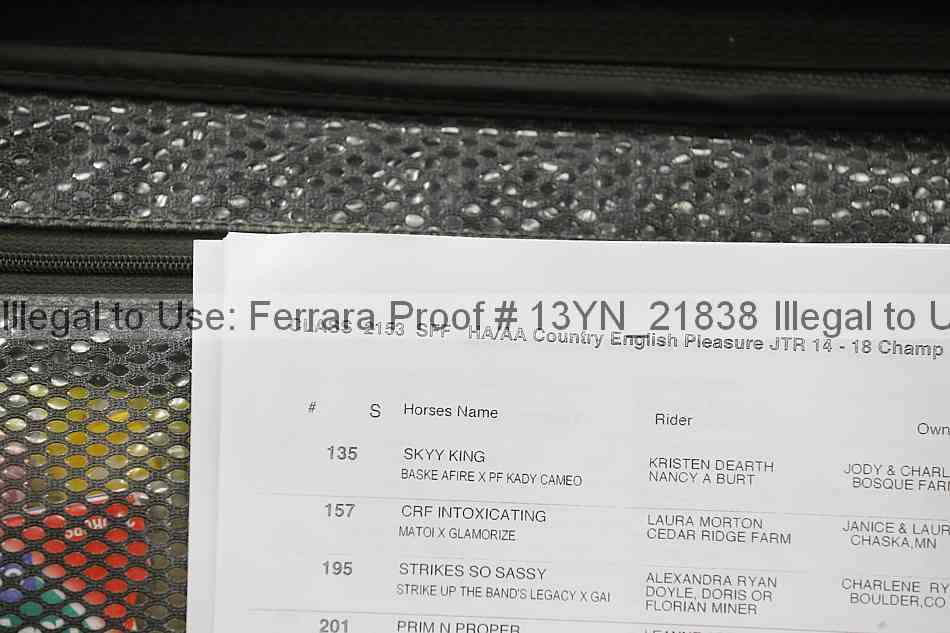 Illegal to Use: Ferrara Proof # 13YN_21838 Illegal to U
CLASS 2153 SPF HA/AA Country English Pleasure JTR 14 - 18 Champ
# S Horses Name Rider Own
135 SKYY KING KRISTEN DEARTH JODY & CHARL
BASKE AFIRE X PF KADY CAMEO NANCY A BURT BOSQUE FAR
157 CRF INTOXICATING LAURA MORTON JANICE & LAUR
MATOI X GLAMORIZE CEDAR RIDGE FARM CHASKA,MN
195 STRIKES SO SASSY ALEXANDRA RYAN CHARLENE RY
STRIKE UP THE BAND'S LEGACY X GAI DOYLE, DORIS OR BOULDER,CO
FLORIAN MINER
201 PRIM N PROPER